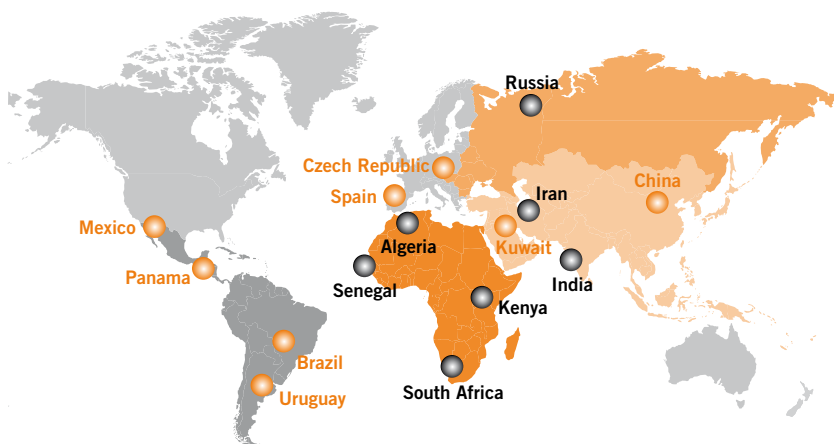 Russia
Czech Republic
China
Spain
Iran
Mexico
Algeria
Kuwait
Panama
Senegal
India
Kenya
Brazil
South Africa
Uruguay